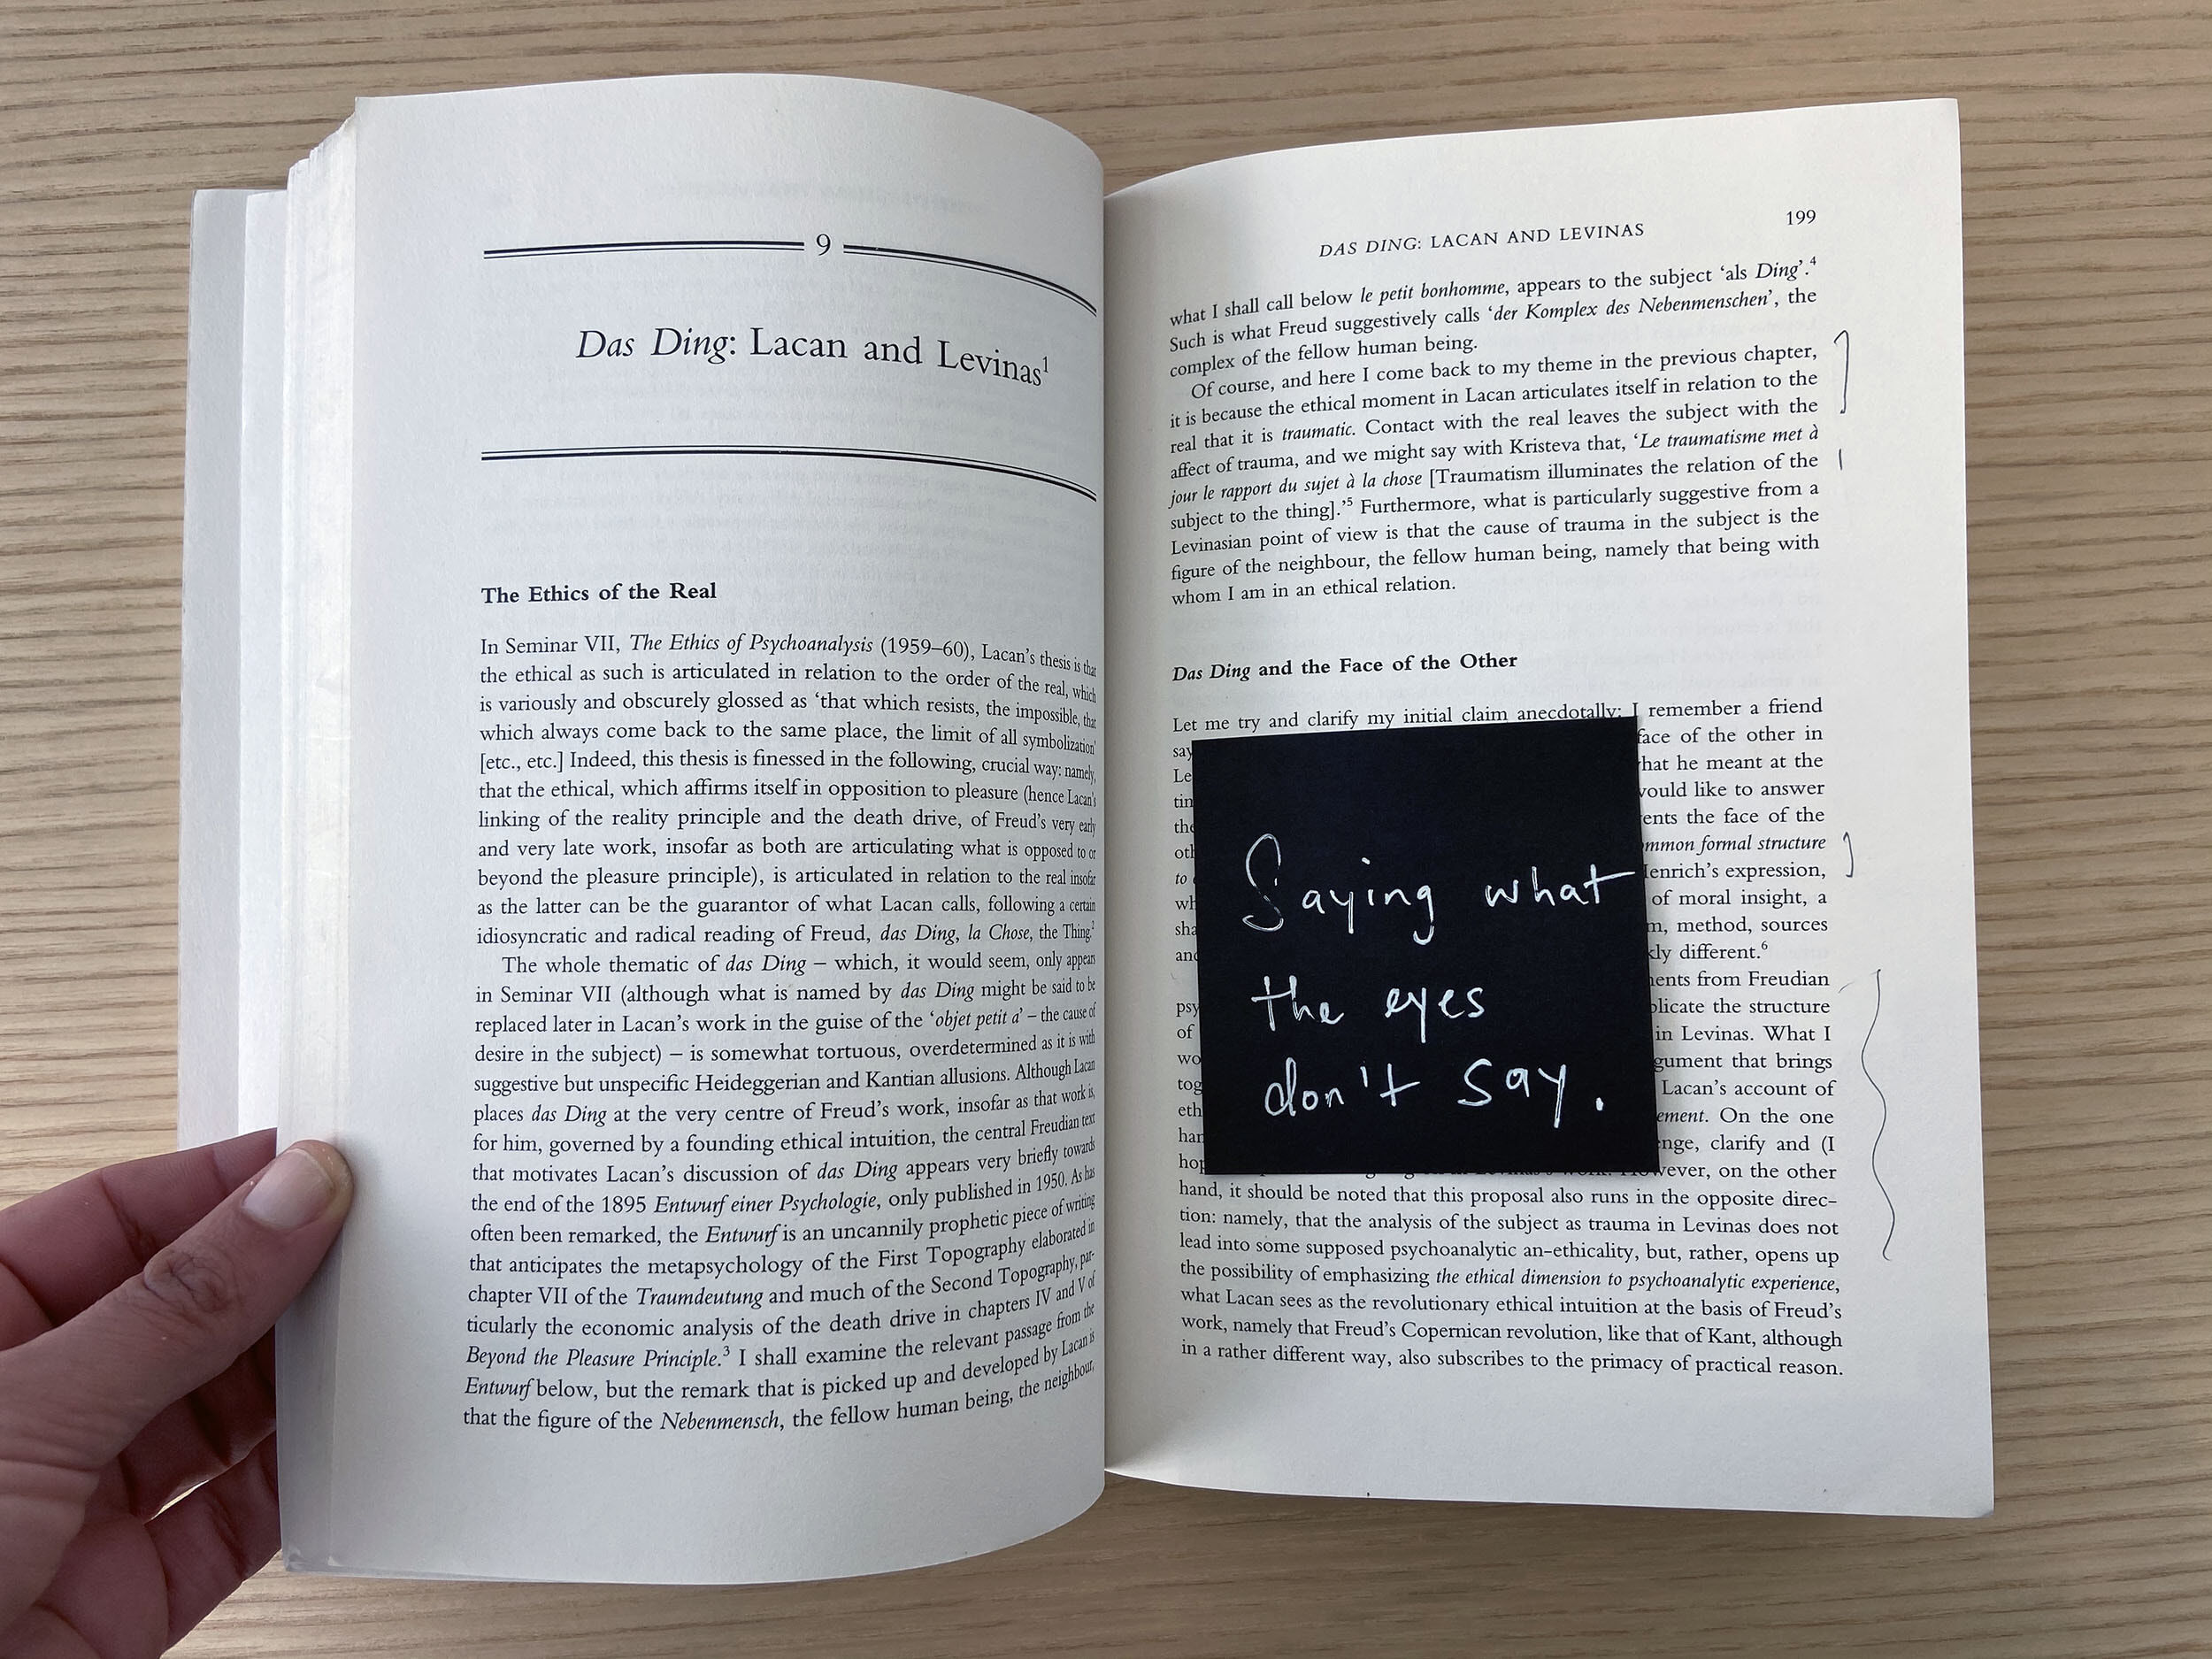 9
Das Ding: Lacan and Levinas¹
The Ethics of the Real
In Seminar VII, The Ethics of Psychoanalysis (1959–60), Lacan's thesis is that
the ethical as such is articulated in relation to the order of the real, which
is variously and obscurely glossed as ‘that which resists, the impossible, that
which always come back to the same place, the limit of all symbolization’
[etc., etc.] Indeed, this thesis is finessed in the following, crucial way: namely,
that the ethical, which affirms itself in opposition to pleasure (hence Lacan's
linking of the reality principle and the death drive, of Freud's very early
and very late work, insofar as both are articulating what is opposed to or
beyond the pleasure principle), is articulated in relation to the real insofar
as the latter can be the guarantor of what Lacan calls, following a certain
idiosyncratic and radical reading of Freud, das Ding, la Chose, the Thing.²
The whole thematic of das Ding – which, it would seem, only appears
in Seminar VII (although what is named by das Ding might be said to be
replaced later in Lacan's work in the guise of the ‘objet petit a’ – the cause of
desire in the subject) – is somewhat tortuous, overdetermined as it is with
suggestive but unspecific Heideggerian and Kantian allusions. Although Lacan
places das Ding at the very centre of Freud's work, insofar as that work is,
for him, governed by a founding ethical intuition, the central Freudian text
that motivates Lacan's discussion of das Ding appears very briefly towards
the end of the 1895 Entwurf einer Psychologie, only published in 1950. As has
often been remarked, the Entwurf is an uncannily prophetic piece of writing
that anticipates the metapsychology of the First Topography elaborated in
chapter VII of the Traumdeutung and much of the Second Topography, par-
ticularly the economic analysis of the death drive in chapters IV and V of
Beyond the Pleasure Principle.³ I shall examine the relevant passage from the
Entwurf below, but the remark that is picked up and developed by Lacan is
that the figure of the Nebenmensch, the fellow human being, the neighbour,
DAS DING: LACAN AND LEVINAS 199
what I shall call below le petit bonhomme, appears to the subject ‘als Ding’.⁴
Such is what Freud suggestively calls ‘der Komplex des Nebenmenschen’, the
complex of the fellow human being.
Of course, and here I come back to my theme in the previous chapter,
it is because the ethical moment in Lacan articulates itself in relation to the
real that it is traumatic. Contact with the real leaves the subject with the
affect of trauma, and we might say with Kristeva that, ‘Le traumatisme met à
jour le rapport du sujet à la chose [Traumatism illuminates the relation of the
subject to the thing].’⁵ Furthermore, what is particularly suggestive from a
Levinasian point of view is that the cause of trauma in the subject is the
figure of the neighbour, the fellow human being, namely that being with
whom I am in an ethical relation.
Das Ding and the Face of the Other
Let me try and clarify my initial claim anecdotally: I remember a friend
face of the other in
he meant at the
would like to answer
the face of the
formal structure
Henrich's expression,
of moral insight, a
method, sources
different.⁶
from Freudian
the structure
of in Levinas. What I
that brings
Lacan's account of
On the one
clarify and (I
on the other
hand, it should be noted that this proposal also runs in the opposite direc-
tion: namely, that the analysis of the subject as trauma in Levinas does not
lead into some supposed psychoanalytic an-ethicality, but, rather, opens up
the possibility of emphasizing the ethical dimension to psychoanalytic experience,
what Lacan sees as the revolutionary ethical intuition at the basis of Freud's
work, namely that Freud's Copernican revolution, like that of Kant, although
in a rather different way, also subscribes to the primacy of practical reason.
Saying what
the eyes
don't say.